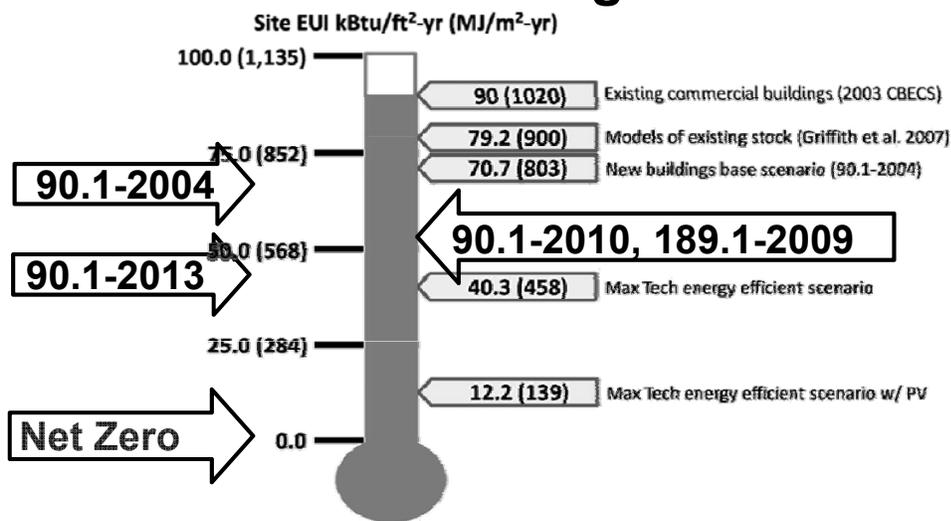 Site EUI kBtu/ft²-yr (MJ/m²-yr)
100.0 (1,135)
90 (1020) Existing commercial buildings (2003 CBECS)
79.2 (900) Models of existing stock (Griffith et al. 2007)
75.0 (852)
70.7 (803) New buildings base scenario (90.1-2004)
90.1-2004
90.1-2010, 189.1-2009
50.0 (568)
90.1-2013
40.3 (458) Max Tech energy efficient scenario
25.0 (284)
12.2 (139) Max Tech energy efficient scenario w/ PV
Net Zero
0.0